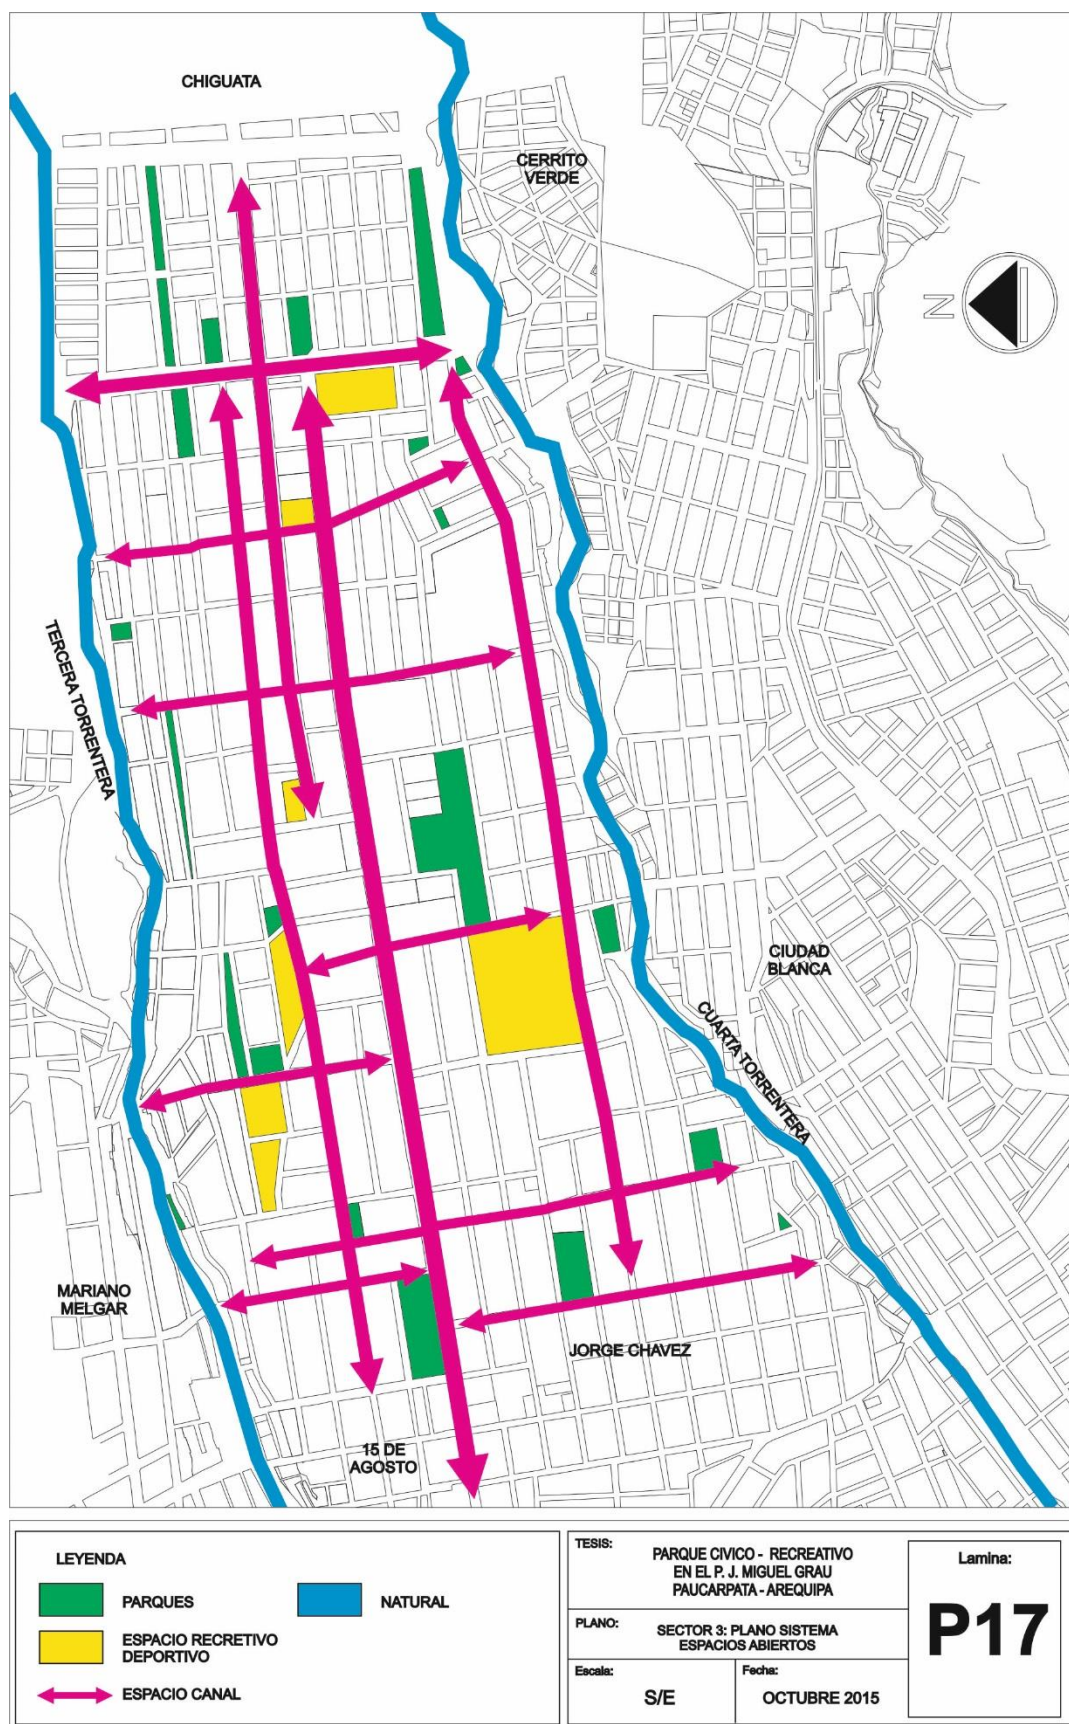 CHIGUATA
CERRITO
VERDE
N
TERCERA TORRENTERA
CIUDAD
BLANCA
CUARTA TORRENTERA
MARIANO
MELGAR
JORGE CHAVEZ
15 DE
AGOSTO
LEYENDA
PARQUES
NATURAL
ESPACIO RECRETIVO
DEPORTIVO
ESPACIO CANAL
TESIS:
PARQUE CIVICO - RECREATIVO
EN EL P. J. MIGUEL GRAU
PAUCARPATA - AREQUIPA
PLANO:
SECTOR 3: PLANO SISTEMA
ESPACIOS ABIERTOS
Escala:
S/E
Fecha:
OCTUBRE 2015
Lamina:
P17